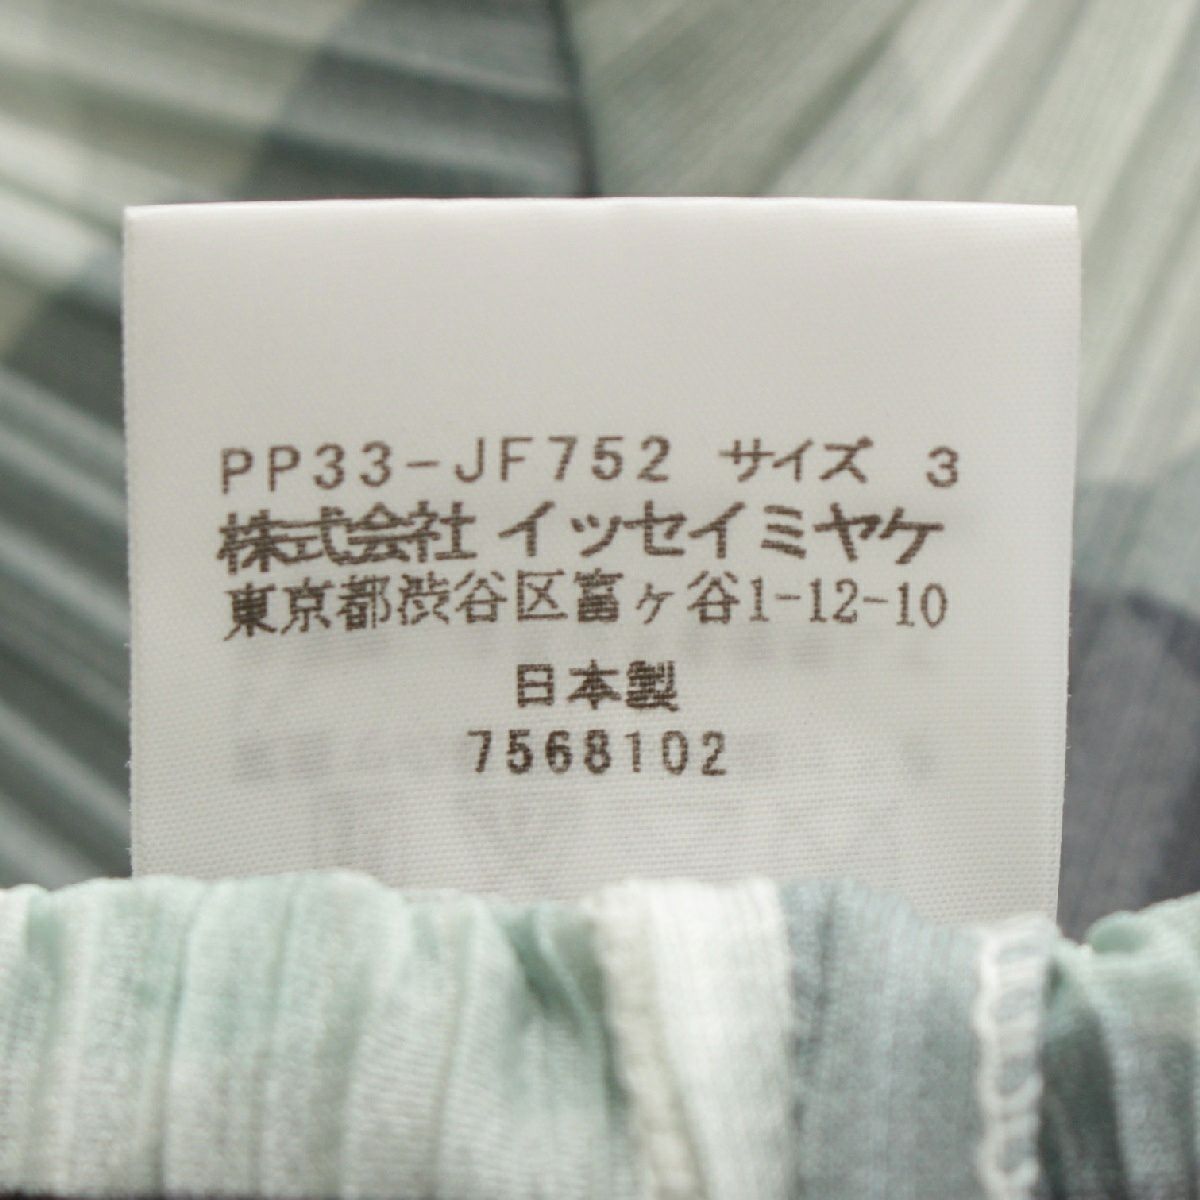 PP33-JF752 サイズ 3
株式会社 イッセイミヤケ
東京都渋谷区富ヶ谷1-12-10
日本製
7568102